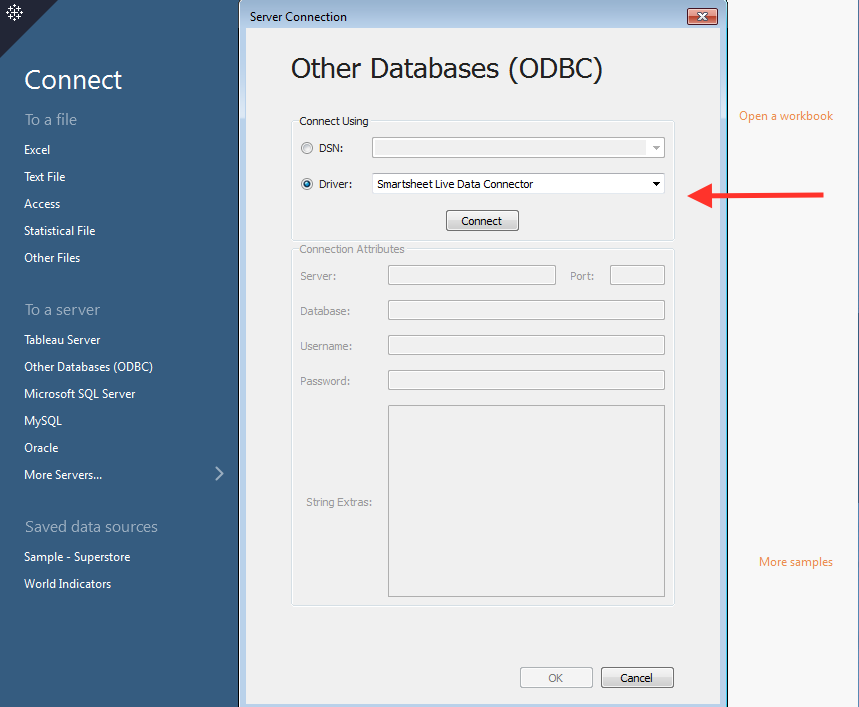 Server Connection
Connect
To a file
Excel
Text File
Access
Statistical File
Other Files
To a server
Tableau Server
Other Databases (ODBC)
Microsoft SQL Server
MySQL
Oracle
More Servers...
Saved data sources
Sample - Superstore
World Indicators
Other Databases (ODBC)
Connect Using
DSN:
Driver: Smartsheet Live Data Connector
Connect
Connection Attributes
Server: Port:
Database:
Username:
Password:
String Extras:
OK Cancel
Open a workbook
More samples